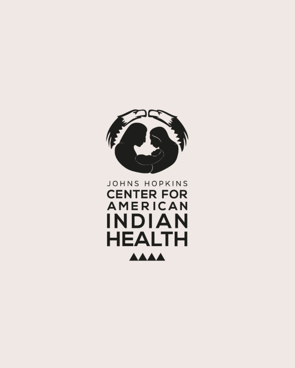 JOHNS HOPKINS
CENTER FOR
AMERICAN
INDIAN
HEALTH